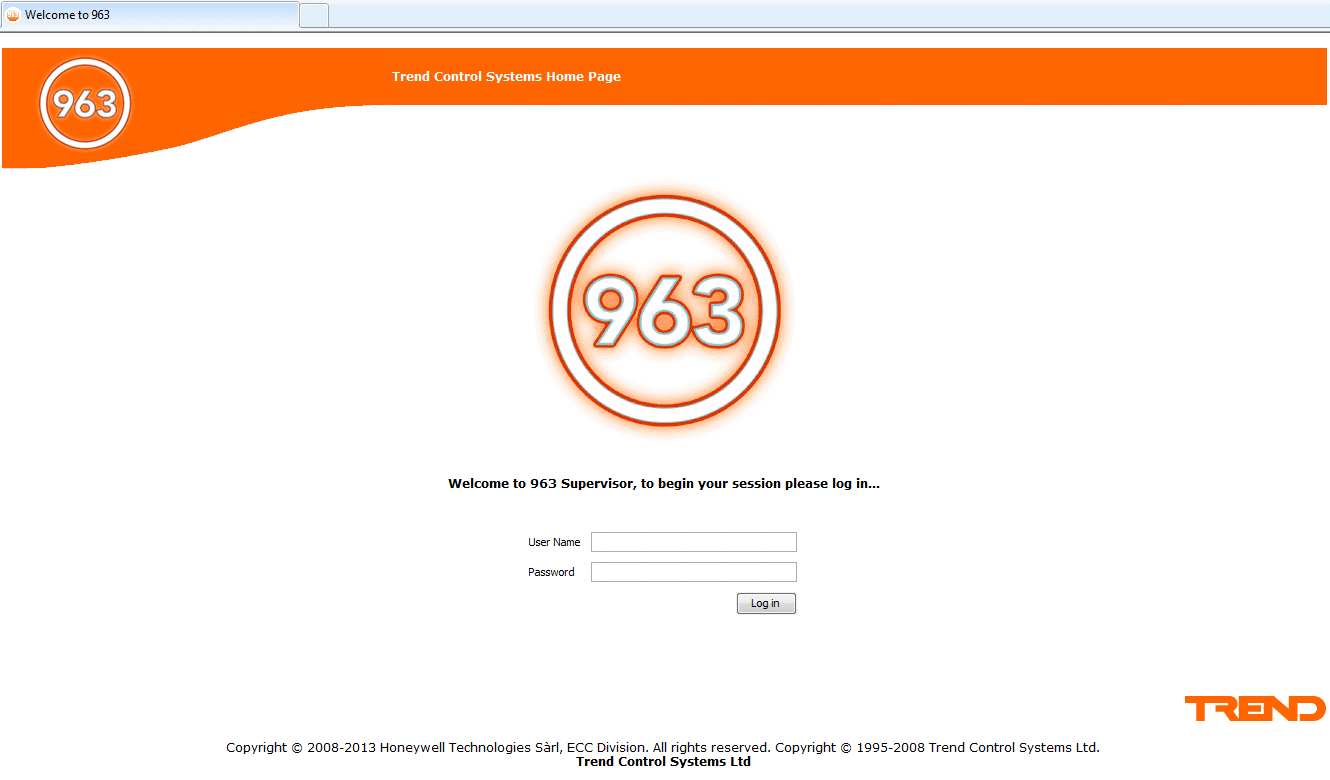 Welcome to 963
963
Trend Control Systems Home Page
963
Welcome to 963 Supervisor, to begin your session please log in...
User Name
Password
Log in
TREND
Copyright © 2008-2013 Honeywell Technologies Sàrl, ECC Division. All rights reserved. Copyright © 1995-2008 Trend Control Systems Ltd.
Trend Control Systems Ltd